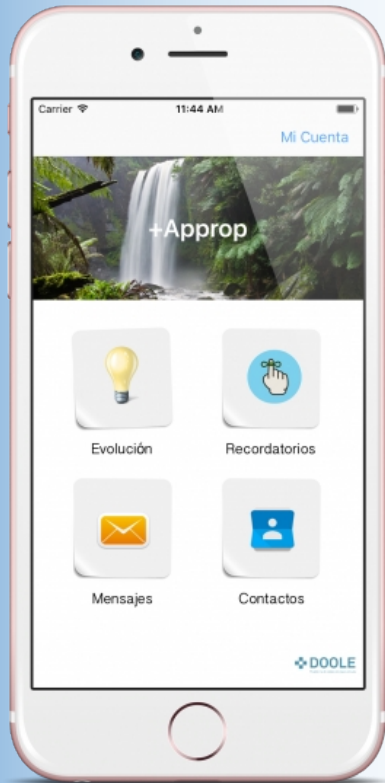 Carrier 11:44 AM
Mi Cuenta
+Approp
Evolución Recordatorios
Mensajes Contactos
DOOLE